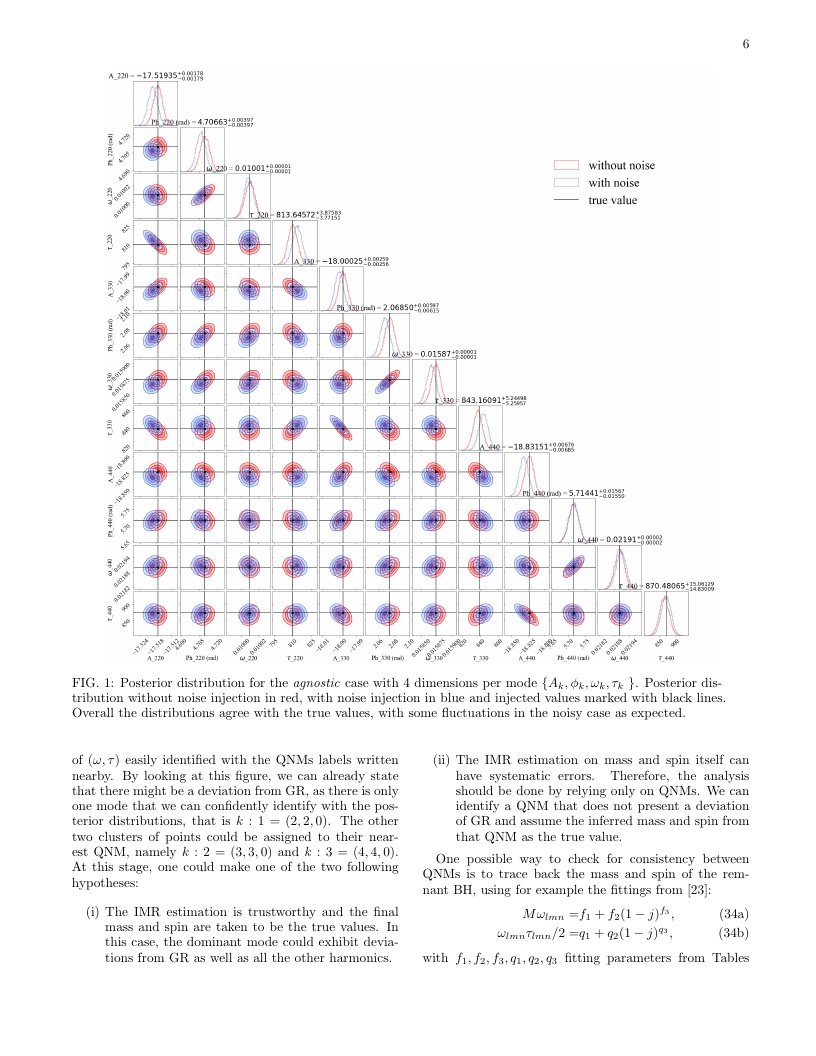 6
A_220 = −17.51935 +0.00178 −0.00179
Ph_220 (rad) = 4.70663 +0.00397 −0.00397
ω_220 = 0.01001 +0.00001 −0.00001
τ_220 = 813.64572 +3.87583 −3.77151
A_330 = −18.00025 +0.00259 −0.00256
Ph_330 (rad) = 2.06850 +0.00597 −0.00615
ω_330 = 0.01587 +0.00001 −0.00001
τ_330 = 843.16091 +5.24498 −5.25957
A_440 = −18.83151 +0.00676 −0.00685
Ph_440 (rad) = 5.71441 +0.01587 −0.01550
ω_440 = 0.02191 +0.00002 −0.00002
τ_440 = 870.48065 +15.06129 −14.83009
without noise
with noise
true value
Ph_220 (rad)
ω_220
τ_220
A_330
Ph_330 (rad)
ω_330
τ_330
A_440
Ph_440 (rad)
ω_440
τ_440
A_220 Ph_220 (rad) ω_220 τ_220 A_330 Ph_330 (rad) ω_330 τ_330 A_440 Ph_440 (rad) ω_440 τ_440
FIG. 1: Posterior distribution for the agnostic case with 4 dimensions per mode {A_k, ϕ_k, ω_k, τ_k }. Posterior dis-
tribution without noise injection in red, with noise injection in blue and injected values marked with black lines.
Overall the distributions agree with the true values, with some fluctuations in the noisy case as expected.
of (ω, τ) easily identified with the QNMs labels written
nearby. By looking at this figure, we can already state
that there might be a deviation from GR, as there is only
one mode that we can confidently identify with the pos-
terior distributions, that is k : 1 = (2, 2, 0). The other
two clusters of points could be assigned to their near-
est QNM, namely k : 2 = (3, 3, 0) and k : 3 = (4, 4, 0).
At this stage, one could make one of the two following
hypotheses:
(i) The IMR estimation is trustworthy and the final
mass and spin are taken to be the true values. In
this case, the dominant mode could exhibit devia-
tions from GR as well as all the other harmonics.
(ii) The IMR estimation on mass and spin itself can
have systematic errors. Therefore, the analysis
should be done by relying only on QNMs. We can
identify a QNM that does not present a deviation
of GR and assume the inferred mass and spin from
that QNM as the true value.
One possible way to check for consistency between
QNMs is to trace back the mass and spin of the rem-
nant BH, using for example the fittings from [23]:
Mω_lmn =f_1 + f_2(1 − j)^f_3, (34a)
ω_lmn τ_lmn/2 =q_1 + q_2(1 − j)^q_3, (34b)
with f_1, f_2, f_3, q_1, q_2, q_3 fitting parameters from Tables